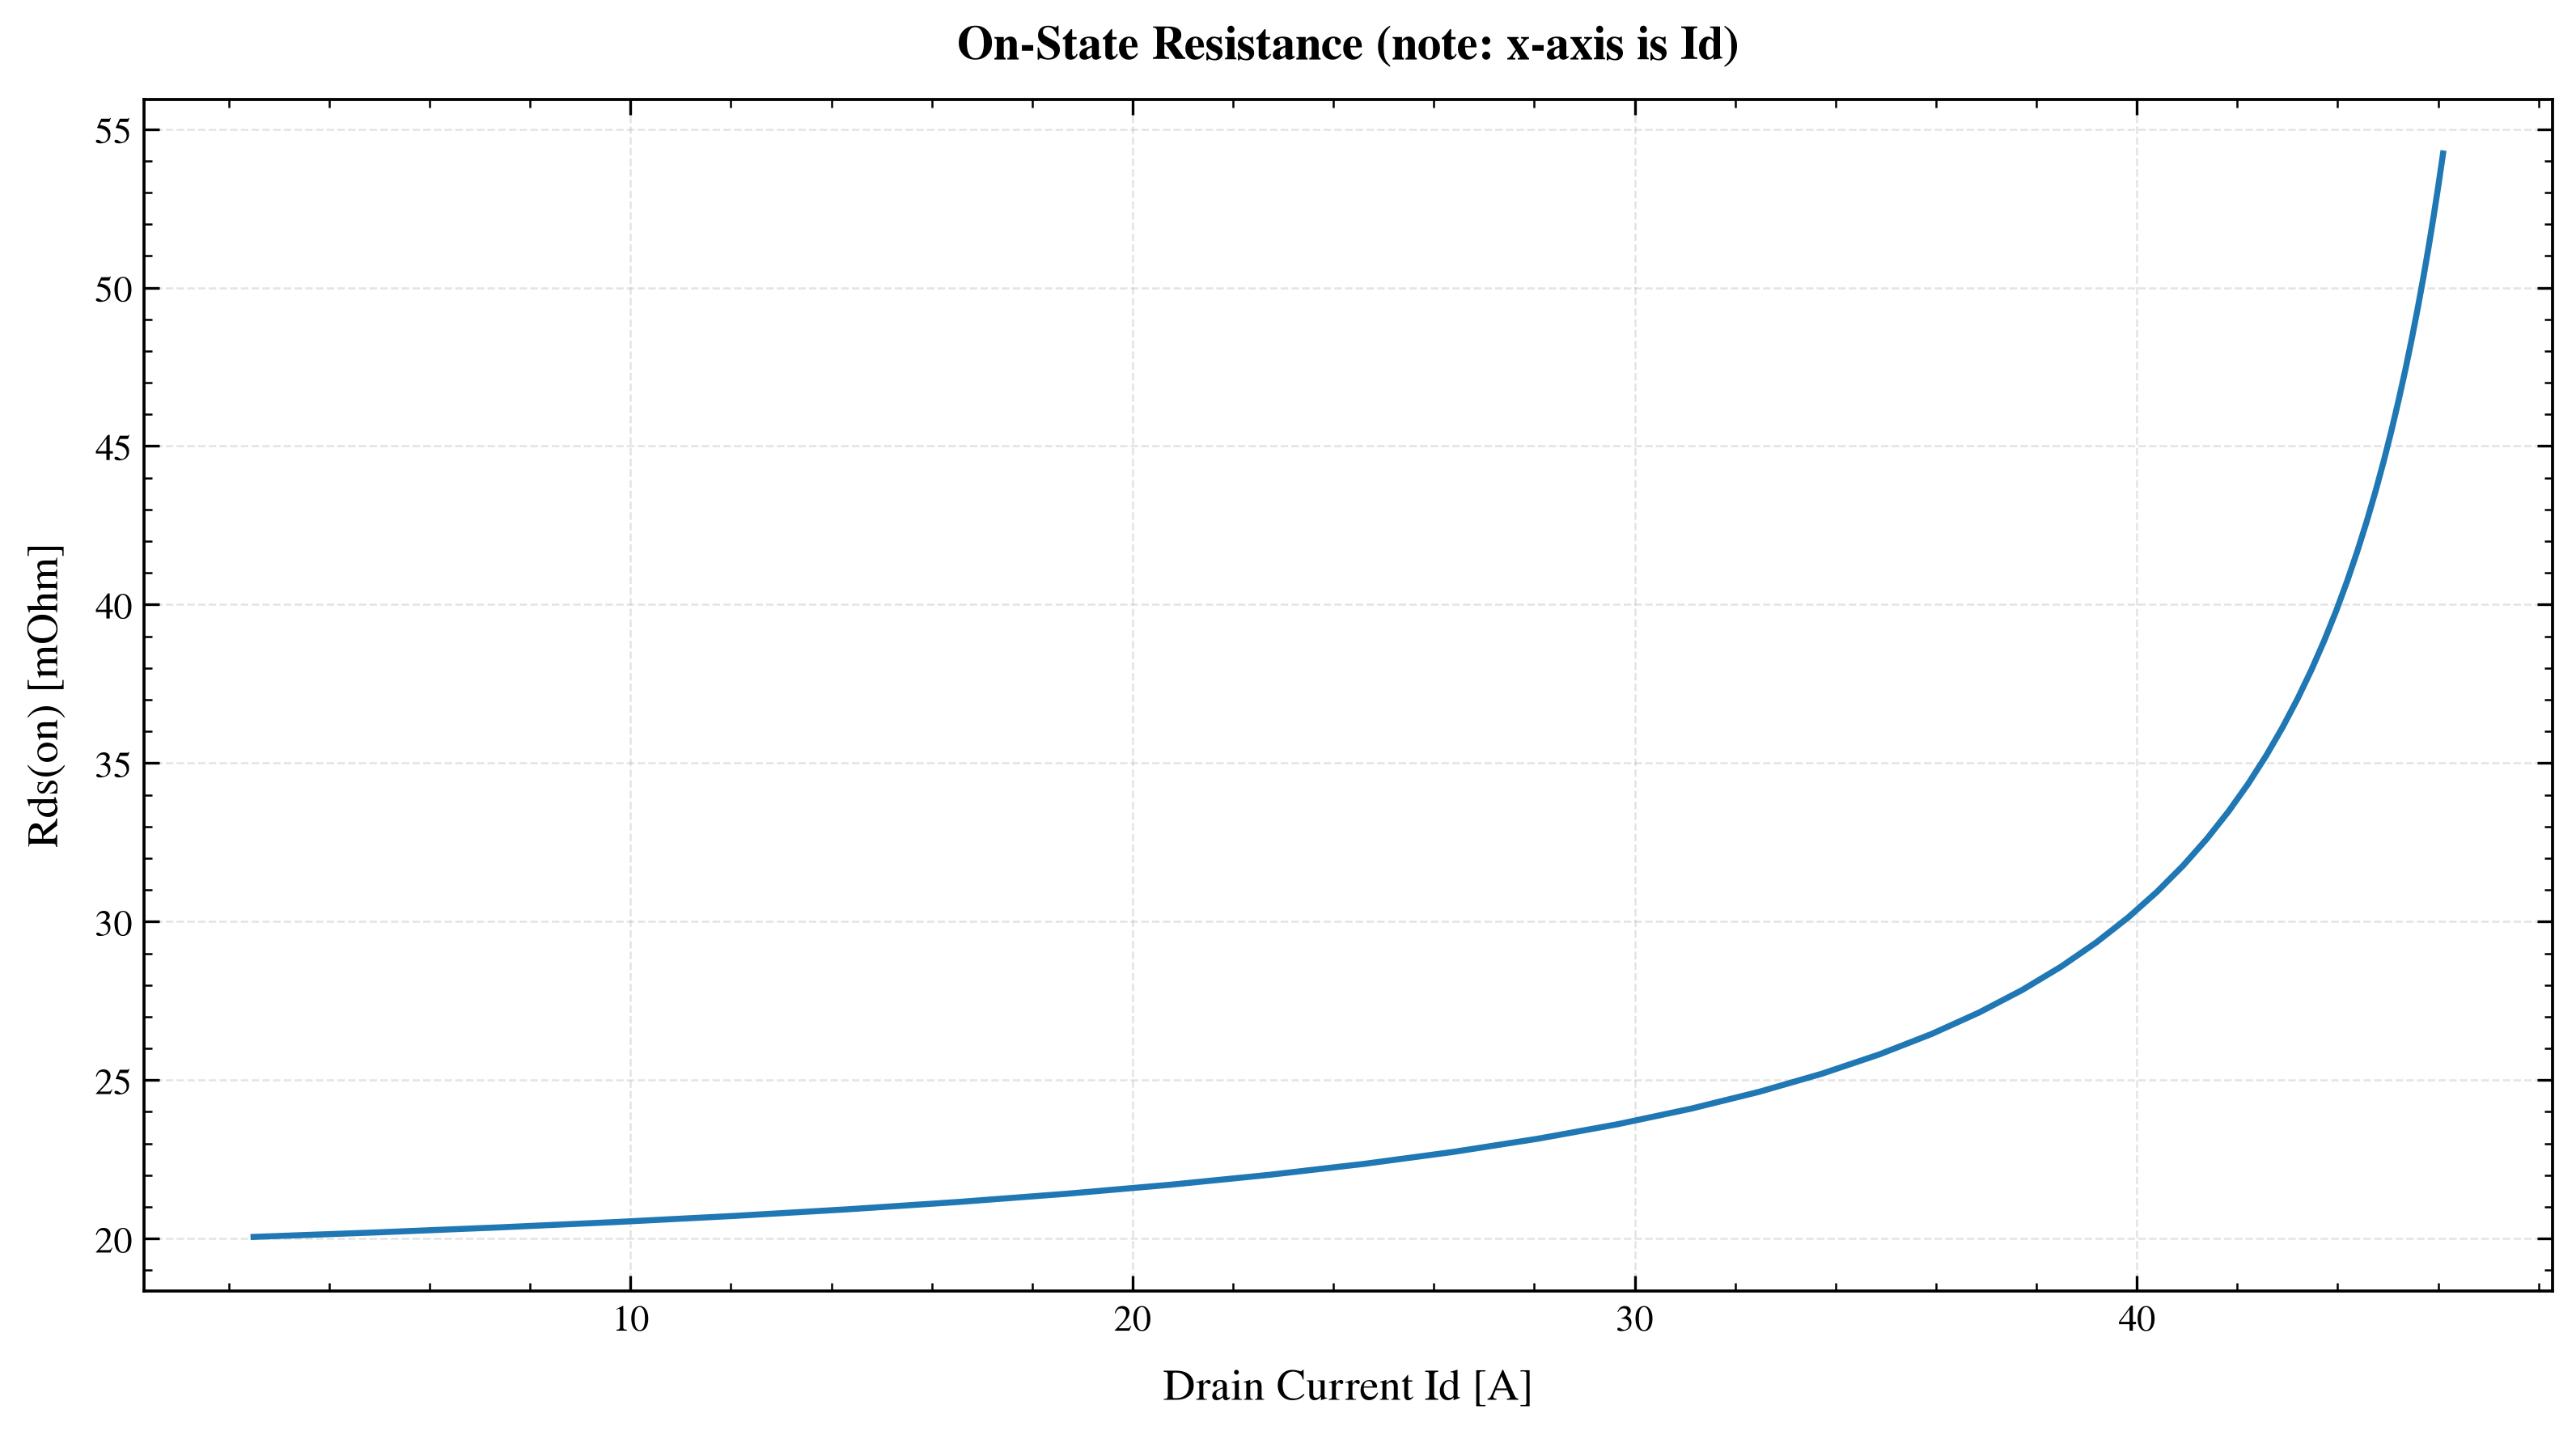 On-State Resistance (note: x-axis is Id)
55
50
45
40
35
30
25
20
Rds(on) [mOhm]
10 20 30 40
Drain Current Id [A]